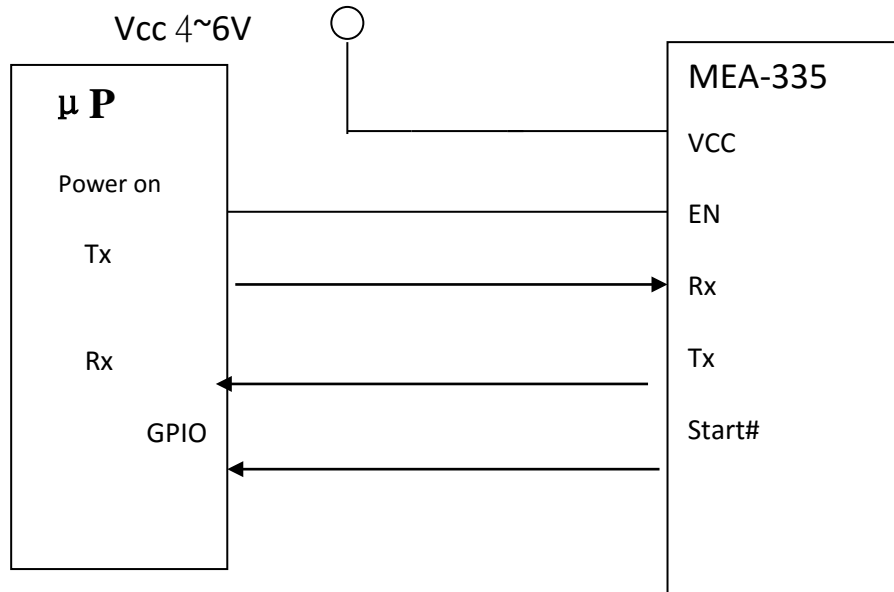 Vcc 4~6V
μP
Power on
Tx
Rx
GPIO
MEA-335
VCC
EN
Rx
Tx
Start#